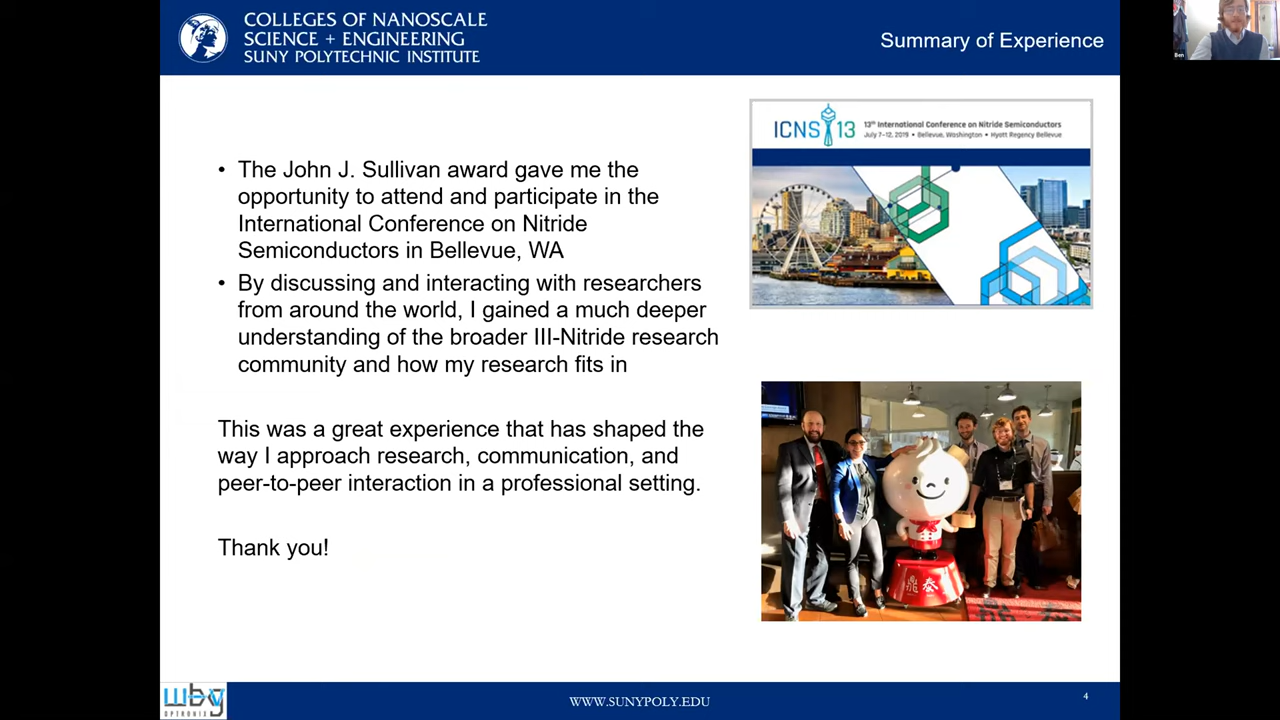 COLLEGES OF NANOSCALE
SCIENCE + ENGINEERING
SUNY POLYTECHNIC INSTITUTE
Summary of Experience
Ben
ICNS 13
13th International Conference on Nitride Semiconductors
July 7-12, 2019 • Bellevue, Washington • Hyatt Regency Bellevue
• The John J. Sullivan award gave me the
opportunity to attend and participate in the
International Conference on Nitride
Semiconductors in Bellevue, WA
• By discussing and interacting with researchers
from around the world, I gained a much deeper
understanding of the broader III-Nitride research
community and how my research fits in
This was a great experience that has shaped the
way I approach research, communication, and
peer-to-peer interaction in a professional setting.
Thank you!
鼎泰
wbg
OPTRONIX
WWW.SUNYPOLY.EDU
4